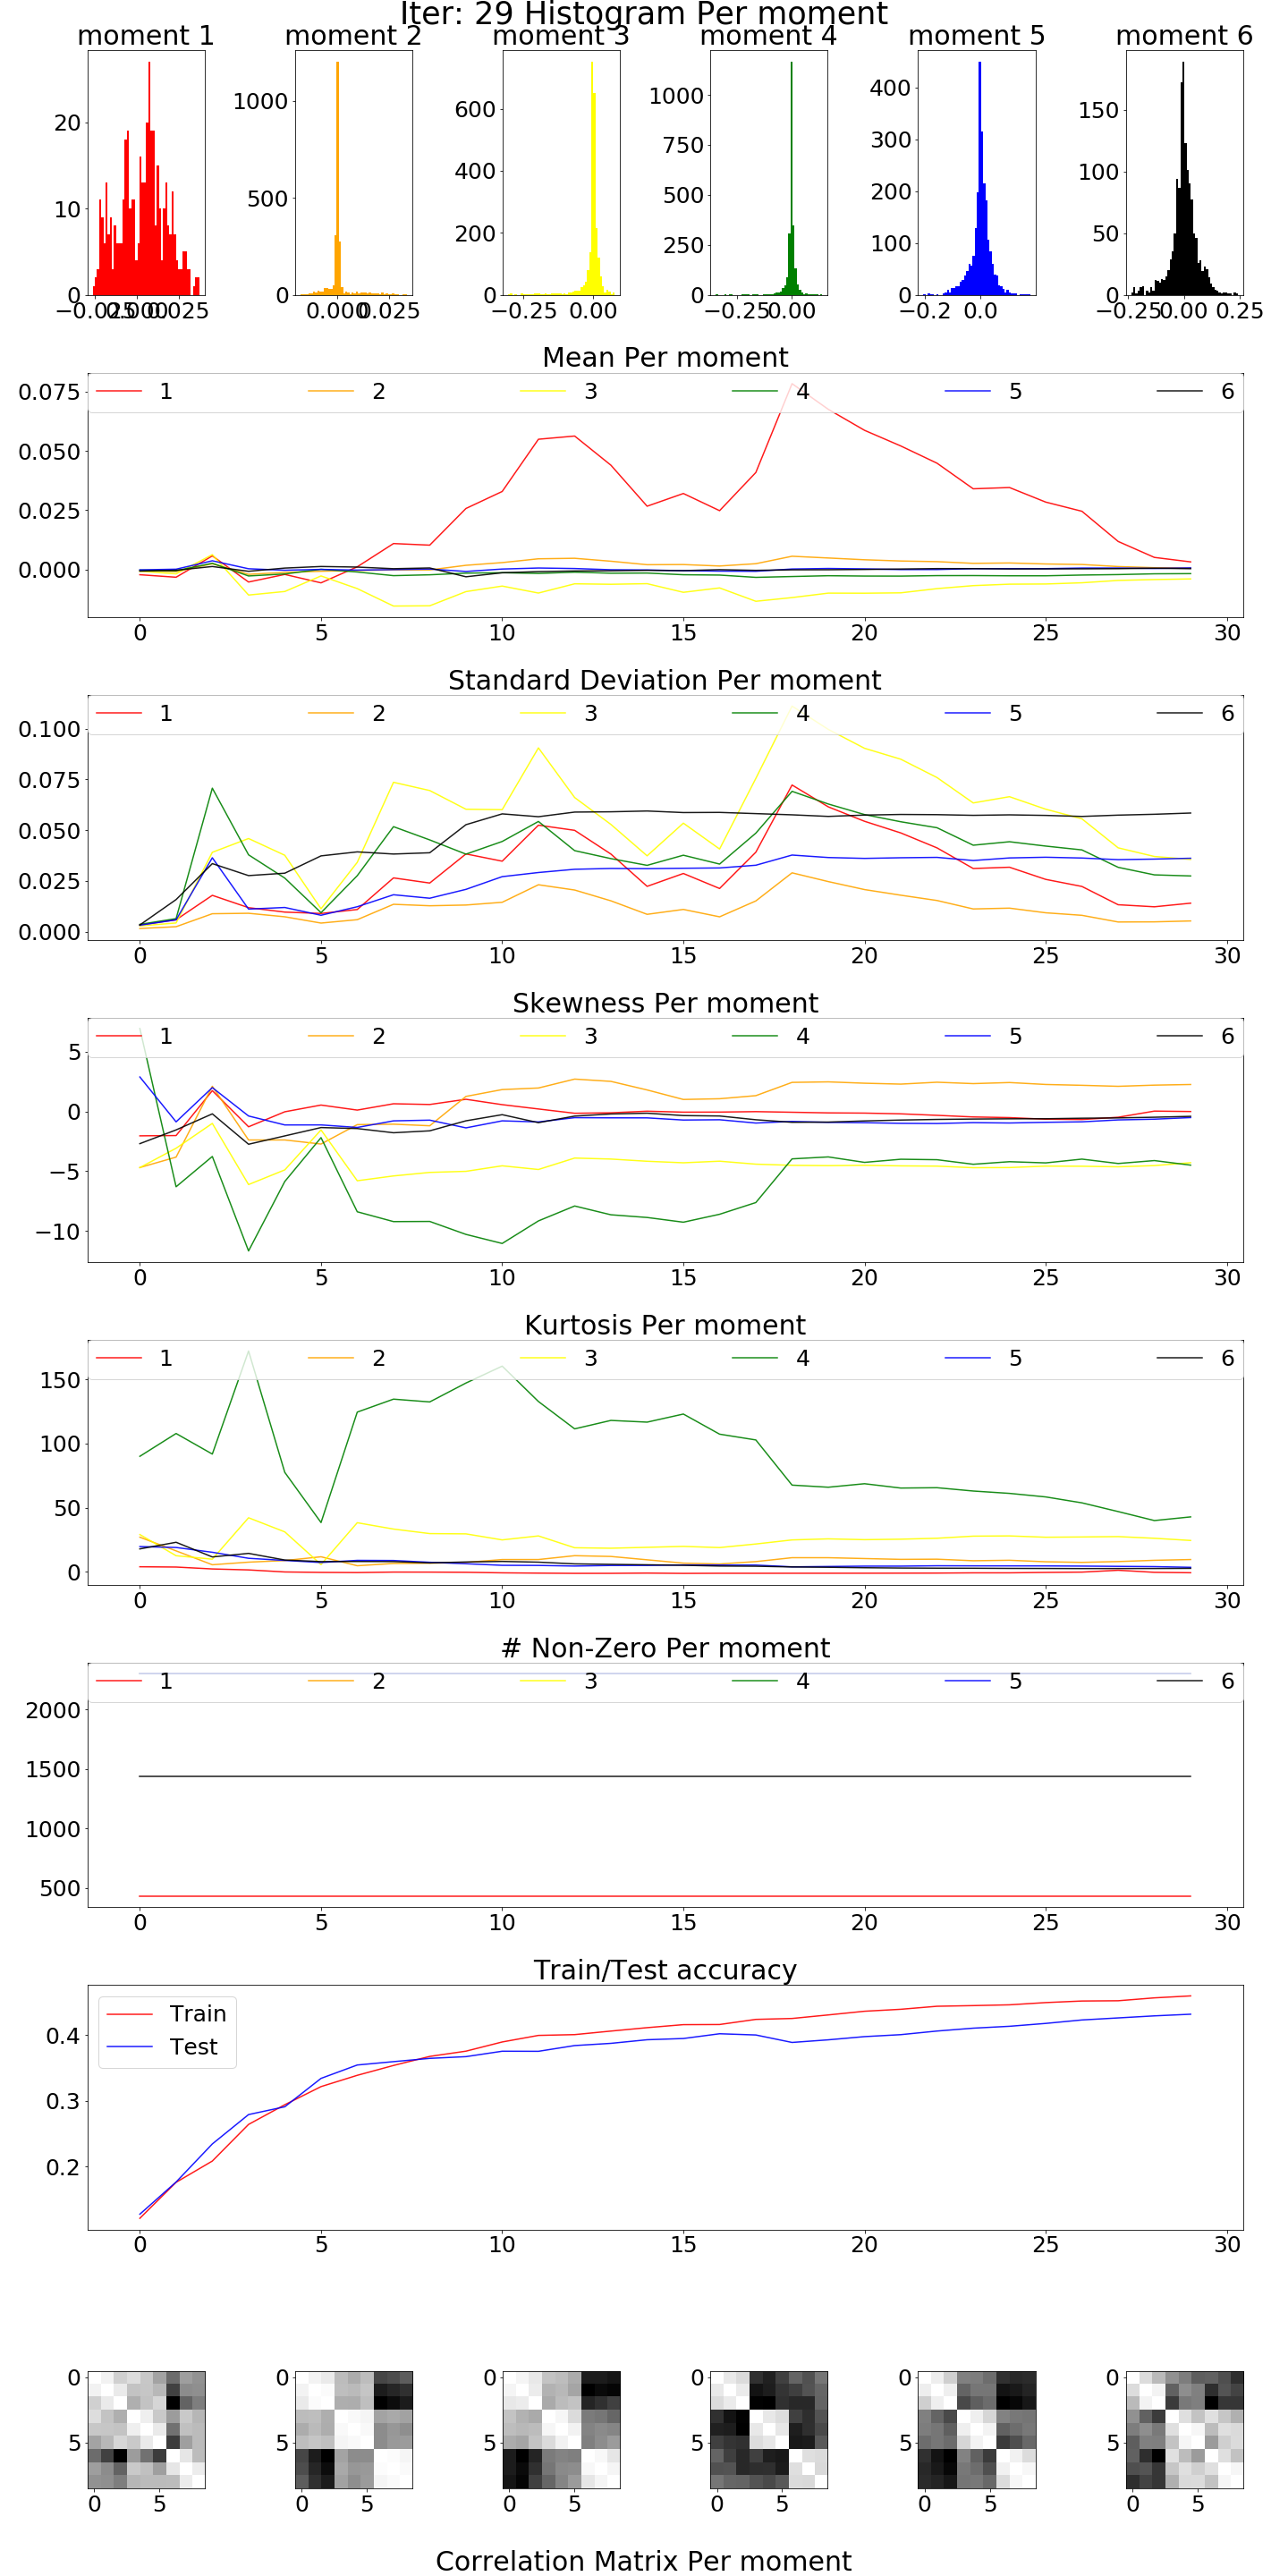 Iter: 29 Histogram Per moment
moment 1 moment 2 moment 3 moment 4 moment 5 moment 6
20
10
0
−0.025 0.000 0.025
1000
500
0
0.000 0.025
600
400
200
0
−0.25 0.00
1000
750
500
250
0
−0.25 0.00
400
300
200
100
0
−0.2 0.0
150
100
50
0
−0.25 0.00 0.25
Mean Per moment
1 2 3 4 5 6
0.075
0.050
0.025
0.000
0 5 10 15 20 25 30
Standard Deviation Per moment
1 2 3 4 5 6
0.100
0.075
0.050
0.025
0.000
0 5 10 15 20 25 30
Skewness Per moment
1 2 3 4 5 6
5
0
−5
−10
0 5 10 15 20 25 30
Kurtosis Per moment
1 2 3 4 5 6
150
100
50
0
0 5 10 15 20 25 30
# Non-Zero Per moment
1 2 3 4 5 6
2000
1500
1000
500
0 5 10 15 20 25 30
Train/Test accuracy
Train
Test
0.4
0.3
0.2
0 5 10 15 20 25 30
0
5
0 5
0
5
0 5
0
5
0 5
0
5
0 5
0
5
0 5
0
5
0 5
Correlation Matrix Per moment